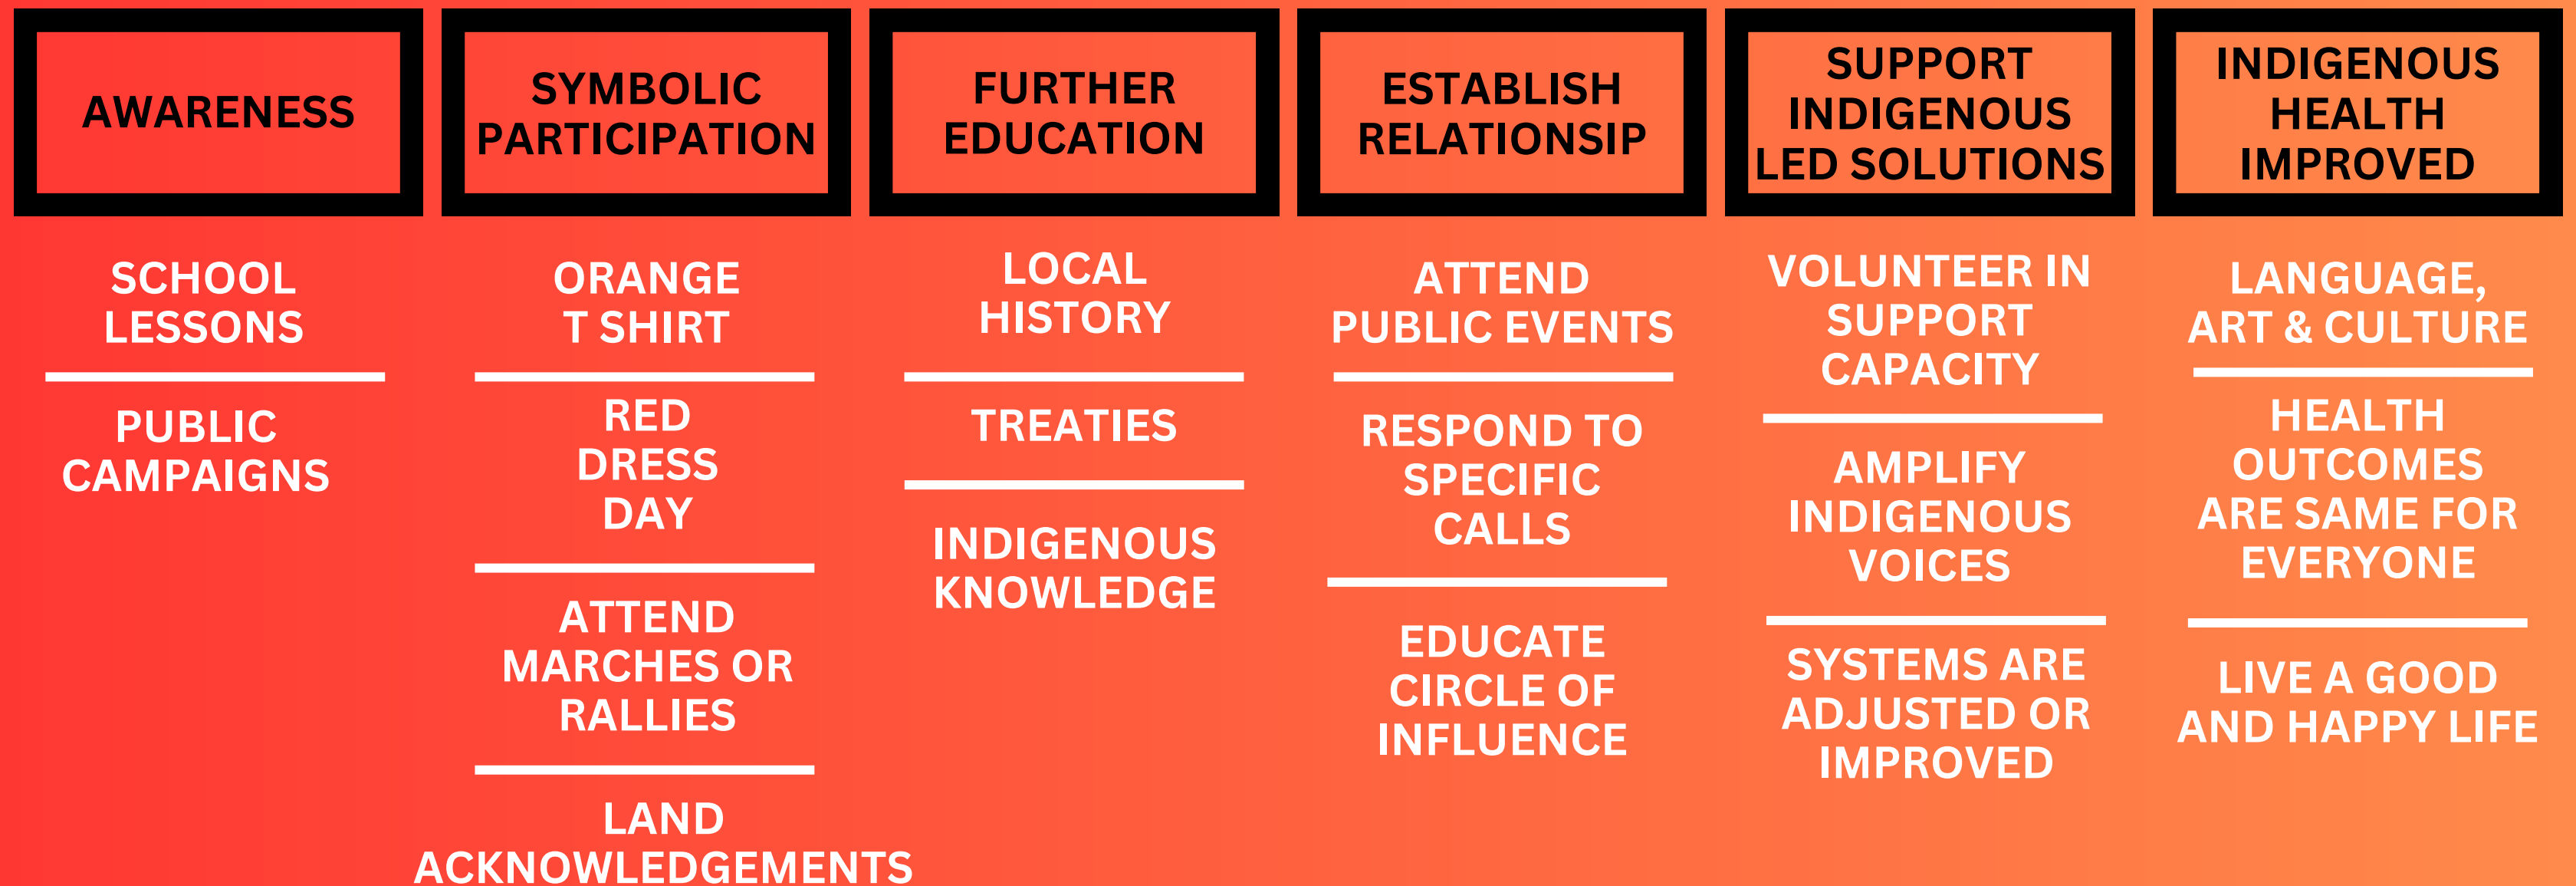 AWARENESS
SCHOOL
LESSONS
PUBLIC
CAMPAIGNS
SYMBOLIC
PARTICIPATION
ORANGE
T SHIRT
RED
DRESS
DAY
ATTEND
MARCHES OR
RALLIES
LAND
ACKNOWLEDGEMENTS
FURTHER
EDUCATION
LOCAL
HISTORY
TREATIES
INDIGENOUS
KNOWLEDGE
ESTABLISH
RELATIONSIP
ATTEND
PUBLIC EVENTS
RESPOND TO
SPECIFIC
CALLS
EDUCATE
CIRCLE OF
INFLUENCE
SUPPORT
INDIGENOUS
LED SOLUTIONS
VOLUNTEER IN
SUPPORT
CAPACITY
AMPLIFY
INDIGENOUS
VOICES
SYSTEMS ARE
ADJUSTED OR
IMPROVED
INDIGENOUS
HEALTH
IMPROVED
LANGUAGE,
ART & CULTURE
HEALTH
OUTCOMES
ARE SAME FOR
EVERYONE
LIVE A GOOD
AND HAPPY LIFE